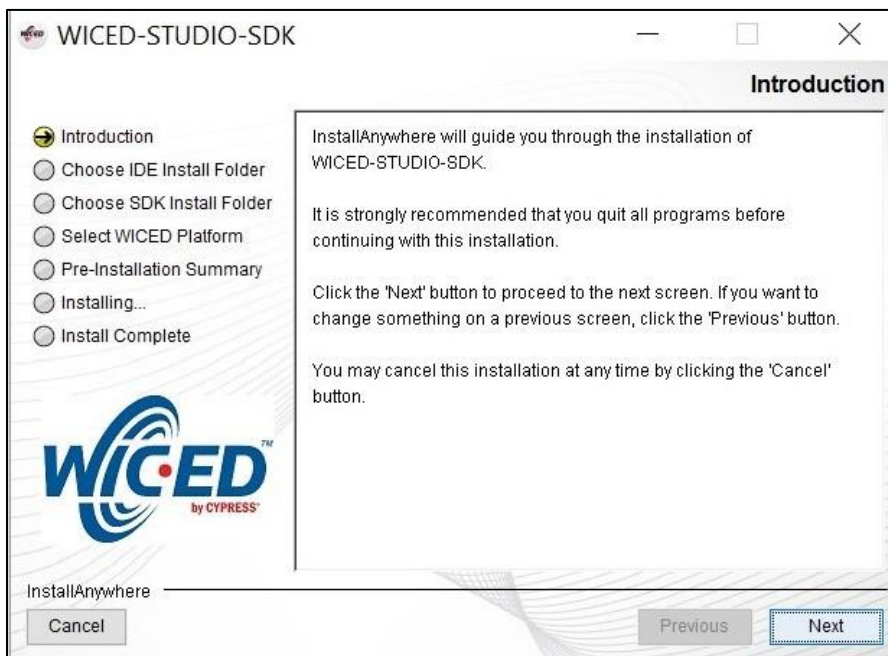 WICED-STUDIO-SDK
Introduction
Introduction
Choose IDE Install Folder
Choose SDK Install Folder
Select WICED Platform
Pre-Installation Summary
Installing...
Install Complete
InstallAnywhere will guide you through the installation of
WICED-STUDIO-SDK.
It is strongly recommended that you quit all programs before
continuing with this installation.
Click the 'Next' button to proceed to the next screen. If you want to
change something on a previous screen, click the 'Previous' button.
You may cancel this installation at any time by clicking the 'Cancel'
button.
WICED™
by CYPRESS
InstallAnywhere
Cancel
Previous
Next